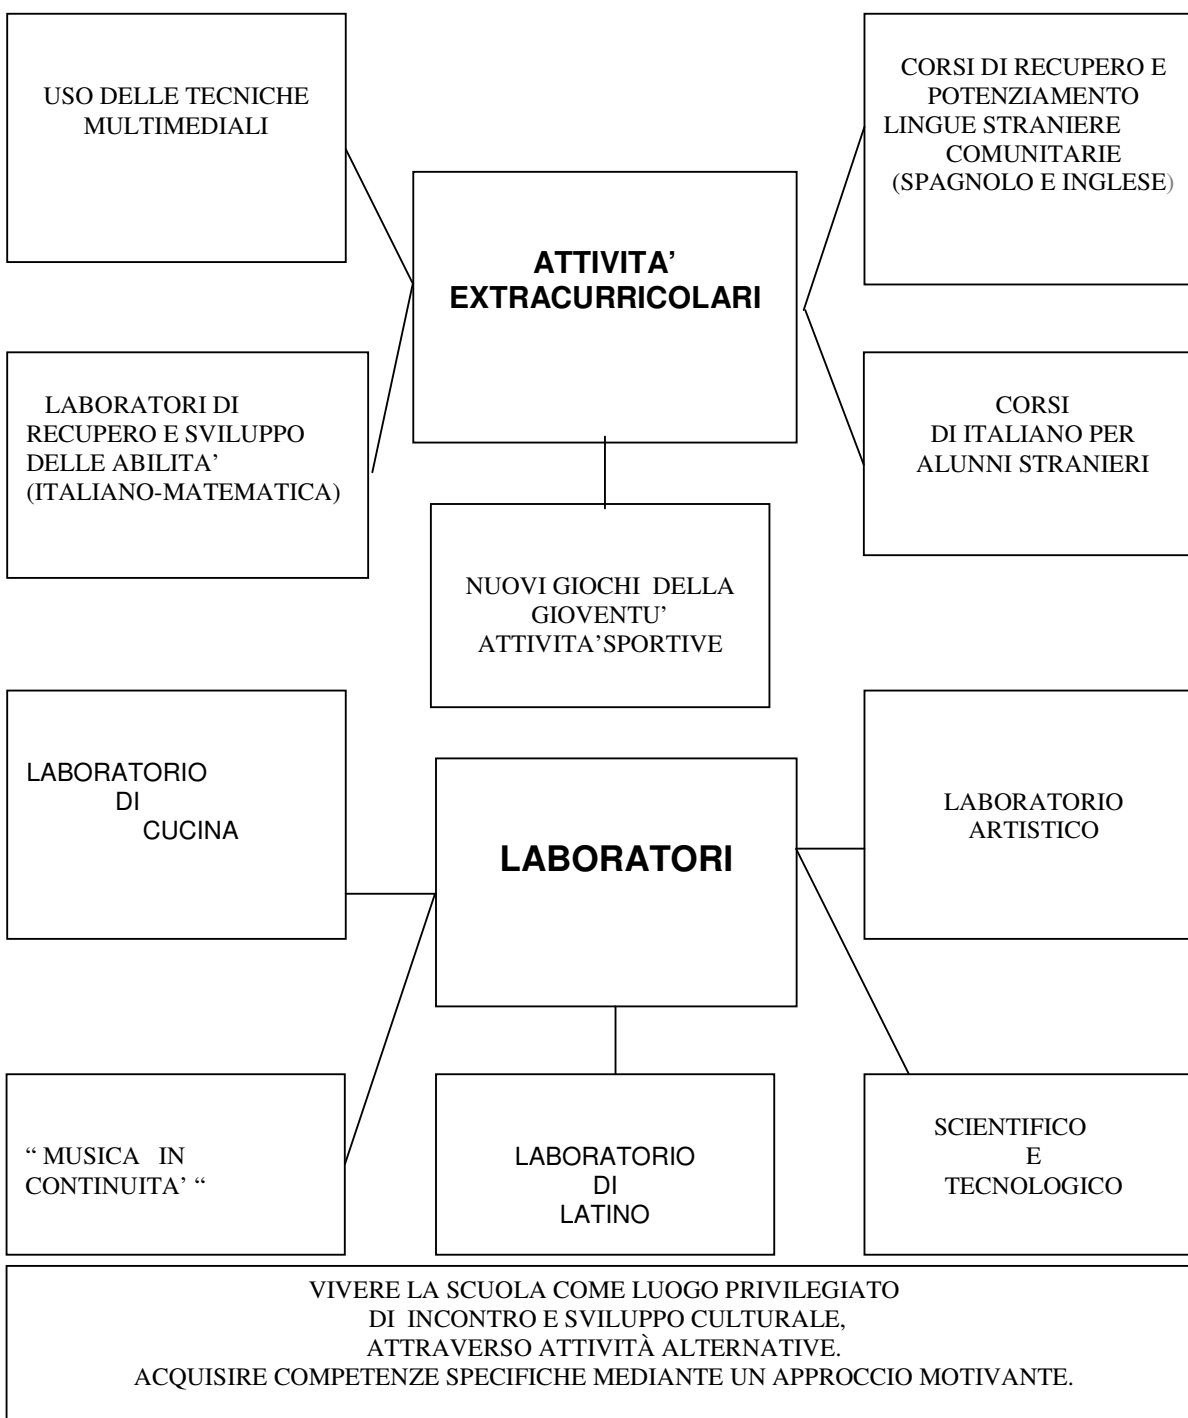 USO DELLE TECNICHE
MULTIMEDIALI
CORSI DI RECUPERO E
POTENZIAMENTO
LINGUE STRANIERE
COMUNITARIE
(SPAGNOLO E INGLESE)
ATTIVITA’
EXTRACURRICOLARI
LABORATORI DI
RECUPERO E SVILUPPO
DELLE ABILITA’
(ITALIANO-MATEMATICA)
CORSI
DI ITALIANO PER
ALUNNI STRANIERI
NUOVI GIOCHI DELLA
GIOVENTU’
ATTIVITA’SPORTIVE
LABORATORIO
DI
CUCINA
LABORATORI
LABORATORIO
ARTISTICO
“ MUSICA IN
CONTINUITA’ “
LABORATORIO
DI
LATINO
SCIENTIFICO
E
TECNOLOGICO
VIVERE LA SCUOLA COME LUOGO PRIVILEGIATO
DI INCONTRO E SVILUPPO CULTURALE,
ATTRAVERSO ATTIVITÀ ALTERNATIVE.
ACQUISIRE COMPETENZE SPECIFICHE MEDIANTE UN APPROCCIO MOTIVANTE.